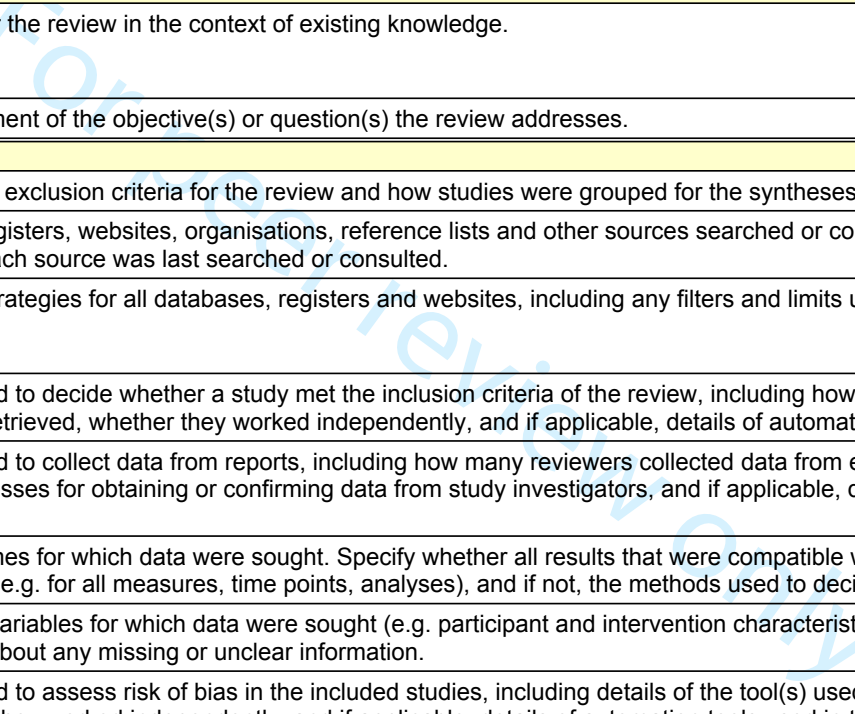 the review in the context of existing knowledge.
ment of the objective(s) or question(s) the review addresses.
exclusion criteria for the review and how studies were grouped for the syntheses
gisters, websites, organisations, reference lists and other sources searched or co
ach source was last searched or consulted.
rategies for all databases, registers and websites, including any filters and limits u
d to decide whether a study met the inclusion criteria of the review, including how
etrieved, whether they worked independently, and if applicable, details of automat
d to collect data from reports, including how many reviewers collected data from e
sses for obtaining or confirming data from study investigators, and if applicable, d
nes for which data were sought. Specify whether all results that were compatible w
e.g. for all measures, time points, analyses), and if not, the methods used to deci
ariables for which data were sought (e.g. participant and intervention characterist
bout any missing or unclear information.
d to assess risk of bias in the included studies, including details of the tool(s) used
For peer review only